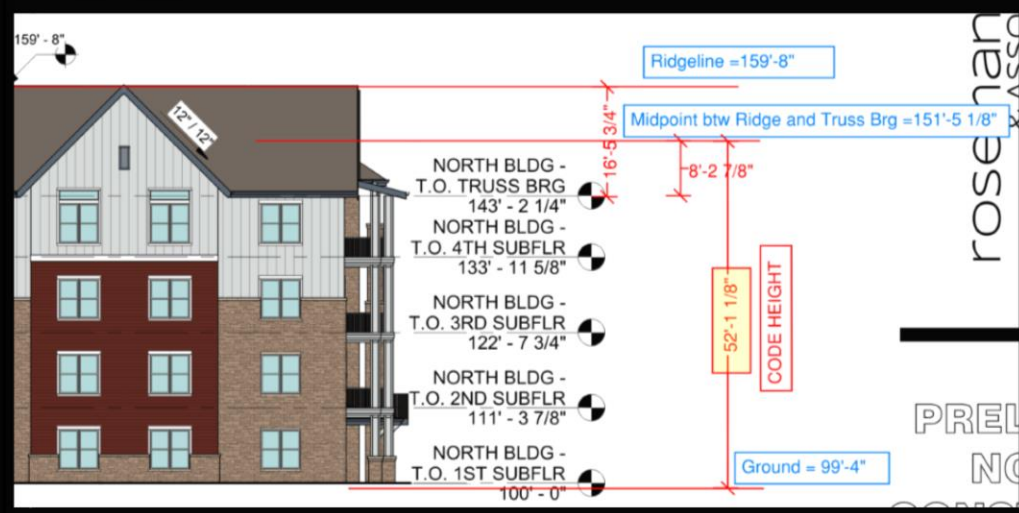 159' - 8"
12" / 12"
Ridgeline =159'-8"
Midpoint btw Ridge and Truss Brg =151'-5 1/8"
16'-5 3/4"
8'-2 7/8"
NORTH BLDG -
T.O. TRUSS BRG
143' - 2 1/4"
NORTH BLDG -
T.O. 4TH SUBFLR
133' - 11 5/8"
NORTH BLDG -
T.O. 3RD SUBFLR
122' - 7 3/4"
NORTH BLDG -
T.O. 2ND SUBFLR
111' - 3 7/8"
NORTH BLDG -
T.O. 1ST SUBFLR
100' - 0"
52'-1 1/8"
CODE HEIGHT
Ground = 99'-4"
PREL
NO